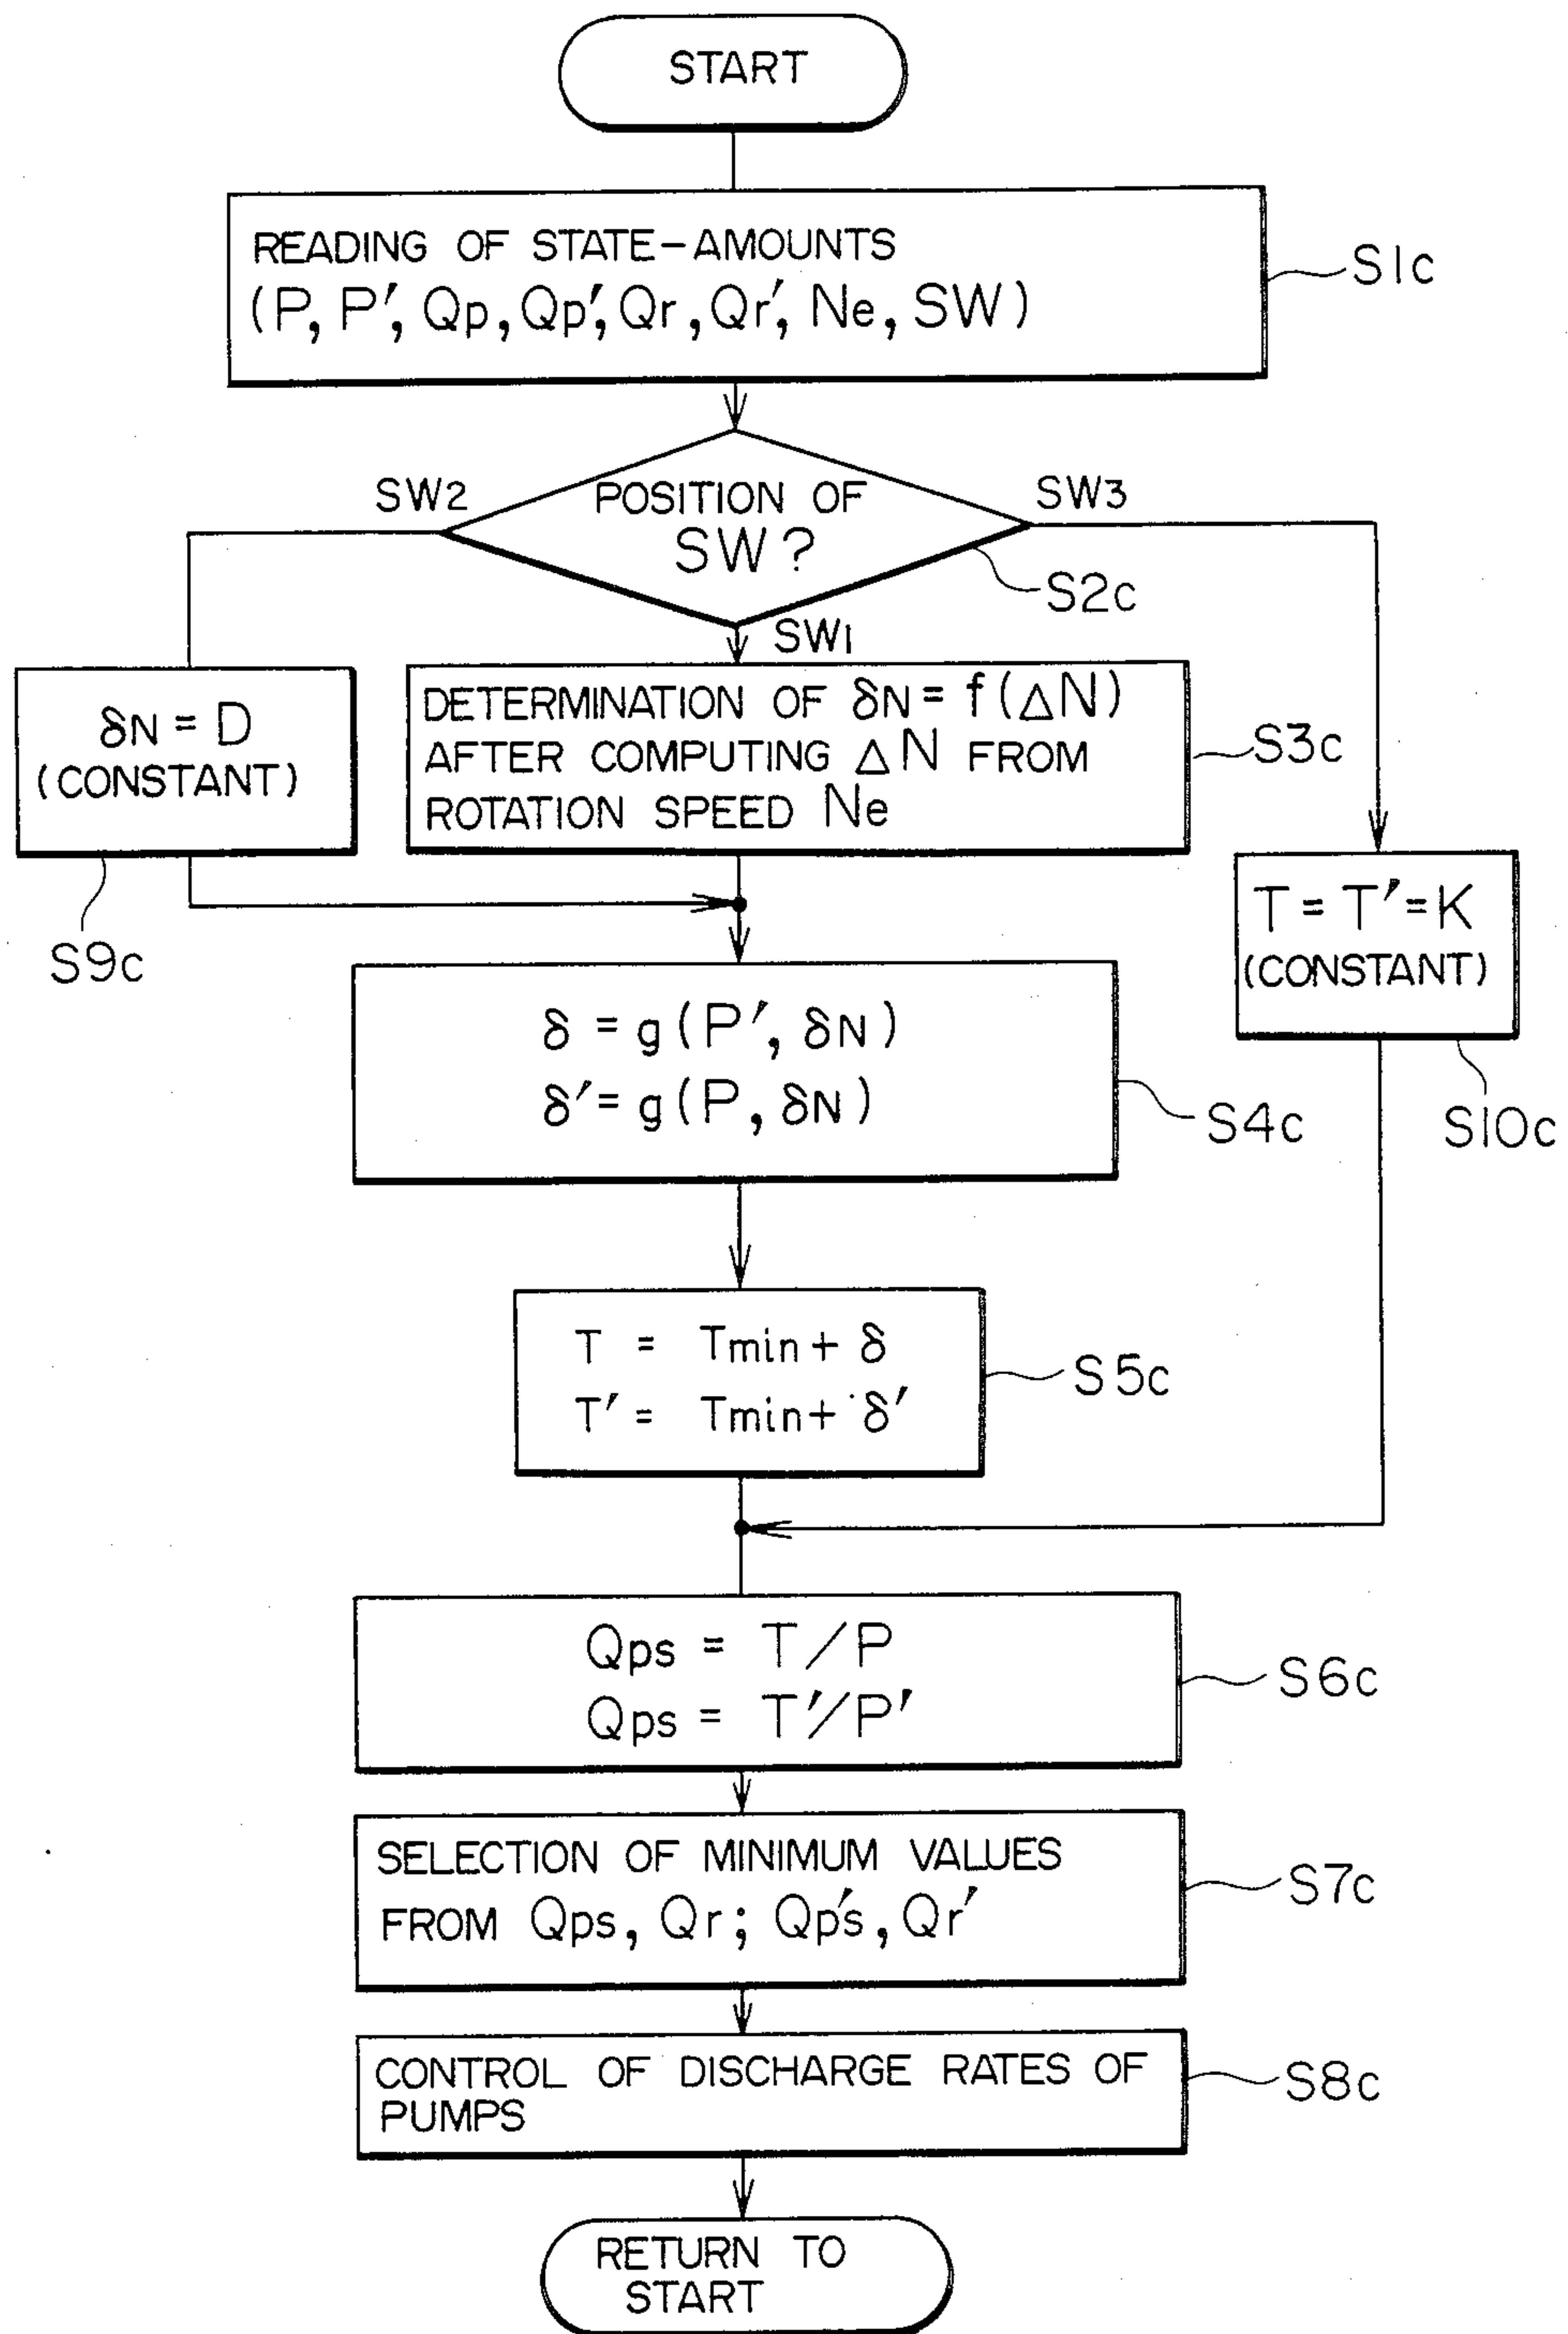 START
READING OF STATE-AMOUNTS
(P, P', Qp, Qp', Qr, Qr', Ne, SW)
S1c
SW2
POSITION OF
SW?
SW3
S2c
SW1
δN = D
(CONSTANT)
S9c
DETERMINATION OF δN = f(ΔN)
AFTER COMPUTING ΔN FROM
ROTATION SPEED Ne
S3c
T = T' = K
(CONSTANT)
S10c
δ = g(P', δN)
δ' = g(P, δN)
S4c
T = Tmin + δ
T' = Tmin + δ'
S5c
Qps = T/P
Qps = T'/P'
S6c
SELECTION OF MINIMUM VALUES
FROM Qps, Qr; Qp's, Qr'
S7c
CONTROL OF DISCHARGE RATES OF
PUMPS
S8c
RETURN TO
START